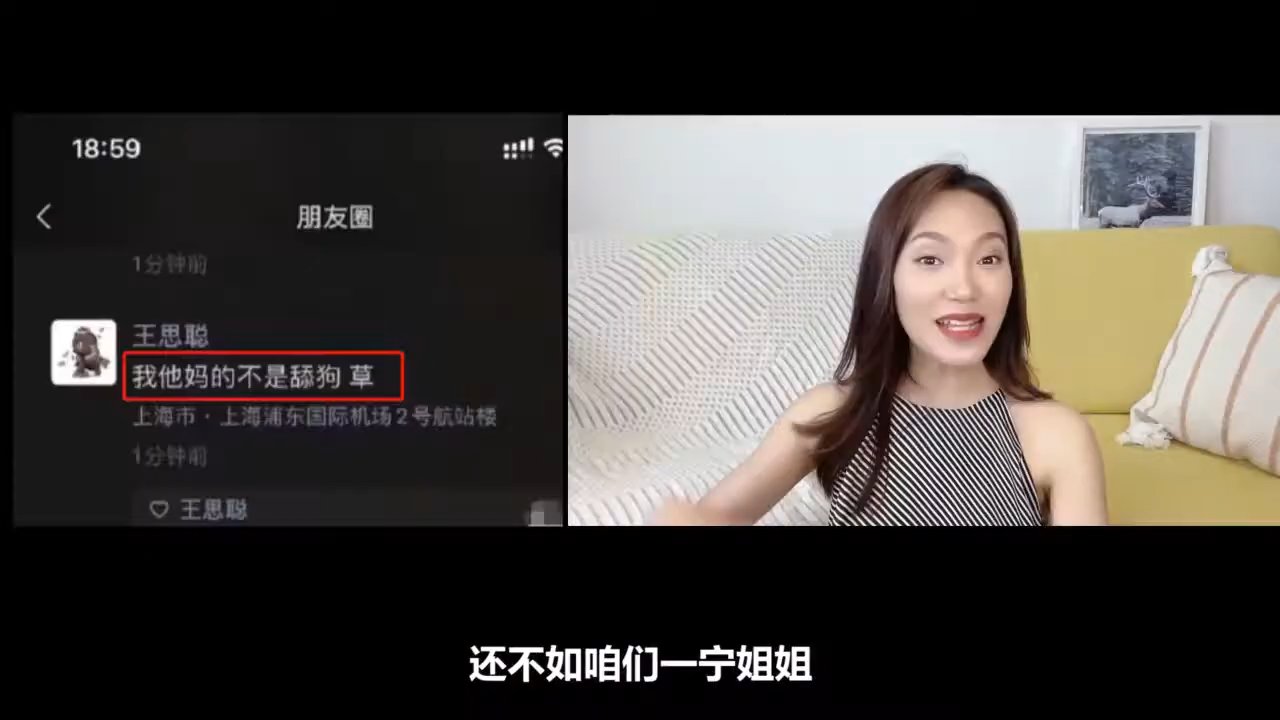 18:59
朋友圈
1分钟前
王思聪
我他妈的不是舔狗 草
上海市·上海浦东国际机场2号航站楼
1分钟前
王思聪
还不如咱们一宁姐姐